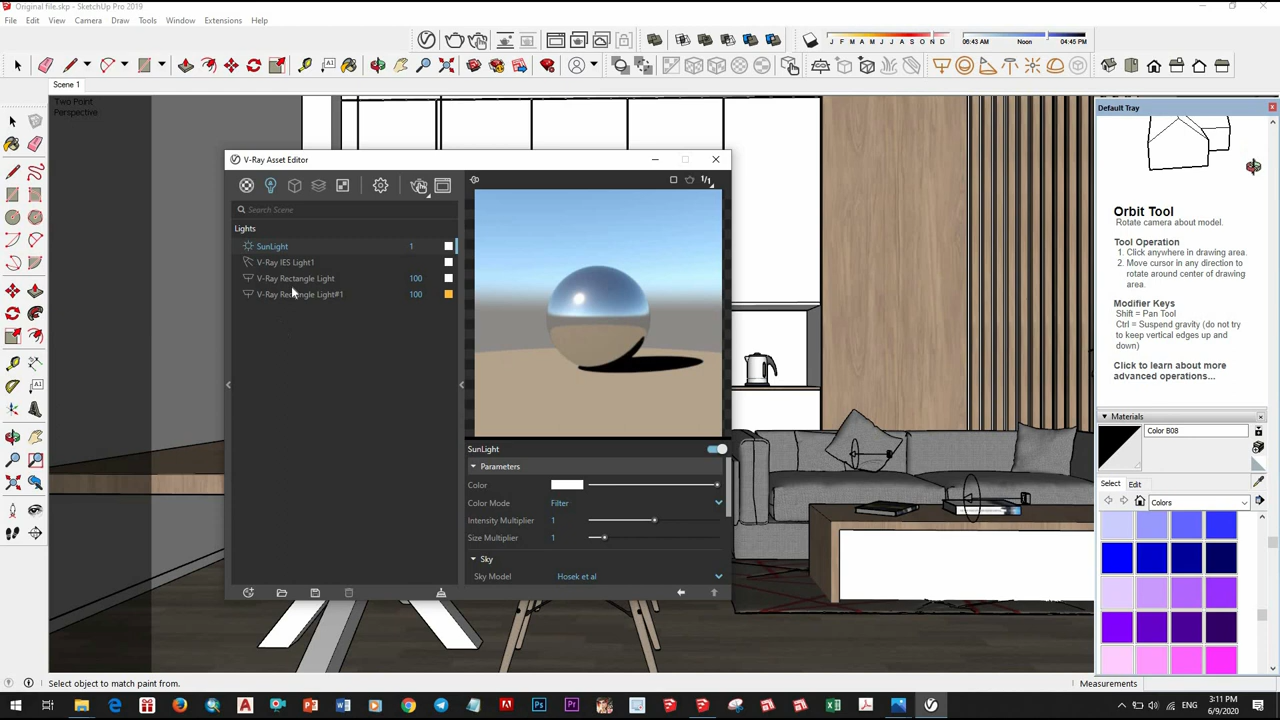 Original file.skp - SketchUp Pro 2019
File Edit View Camera Draw Tools Window Extensions Help
J F M A M J J A S O N D
06:43 AM Noon 04:45 PM
Scene 1
Two Point
Perspective
V-Ray Asset Editor
1/1
Search Scene
Lights
SunLight 1
V-Ray IES Light1
V-Ray Rectangle Light 100
V-Ray Rectangle Light#1 100
SunLight
Parameters
Color
Color Mode Filter
Intensity Multiplier 1
Size Multiplier 1
Sky
Sky Model Hosek et al
Default Tray
Orbit Tool
Rotate camera about model.
Tool Operation
1. Click in drawing area.
2. Move cursor in any direction to
rotate around center of drawing
area.
Modifier Keys
Shift = Pan Tool
Ctrl = Suspend gravity (do not try
to keep vertical edges up and
down)
Click to learn about more
advanced operations...
Materials
Color B08
Select Edit
Colors
Select object to match paint from.
Measurements
ENG
3:11 PM
6/9/2020